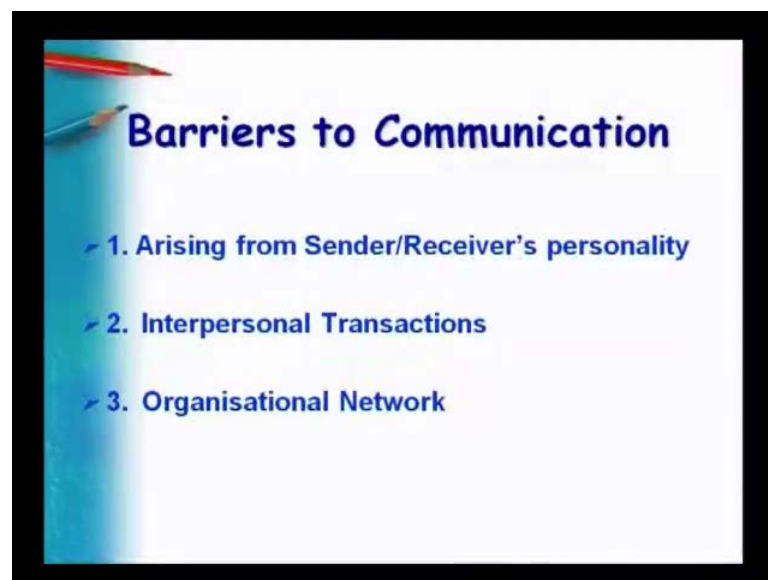 Barriers to Communication
1. Arising from Sender/Receiver's personality
2. Interpersonal Transactions
3. Organisational Network